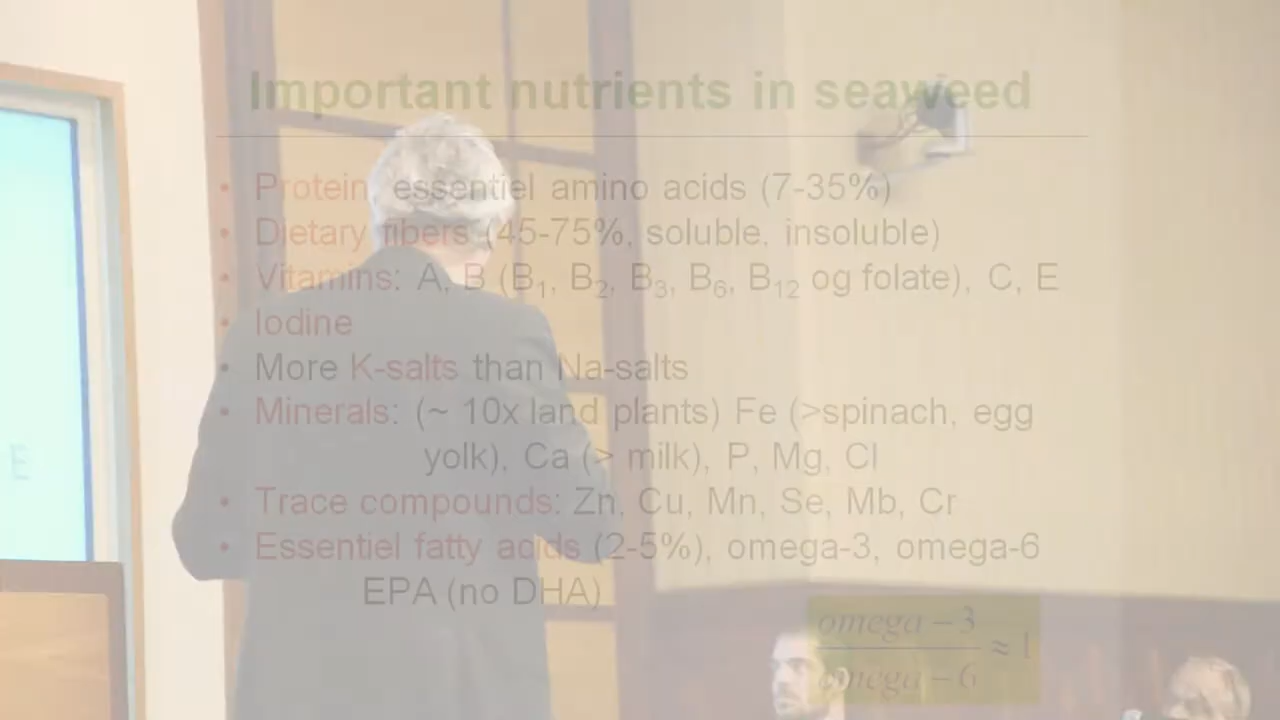 Important nutrients in seaweed
• Protein, essentiel amino acids (7-35%)
• Dietary fibers (45-75%, soluble, insoluble)
• Vitamins: A, B (B₁, B₂, B₃, B₆, B₁₂ og folate), C, E
• Iodine
• More K-salts than Na-salts
• Minerals: (~ 10x land plants) Fe (>spinach, egg
yolk), Ca (> milk), P, Mg, Cl
• Trace compounds: Zn, Cu, Mn, Se, Mb, Cr
E
• Essentiel fatty acids (2-5%), omega-3, omega-6
EPA (no DHA)
omega – 3
≈ 1
omega – 6